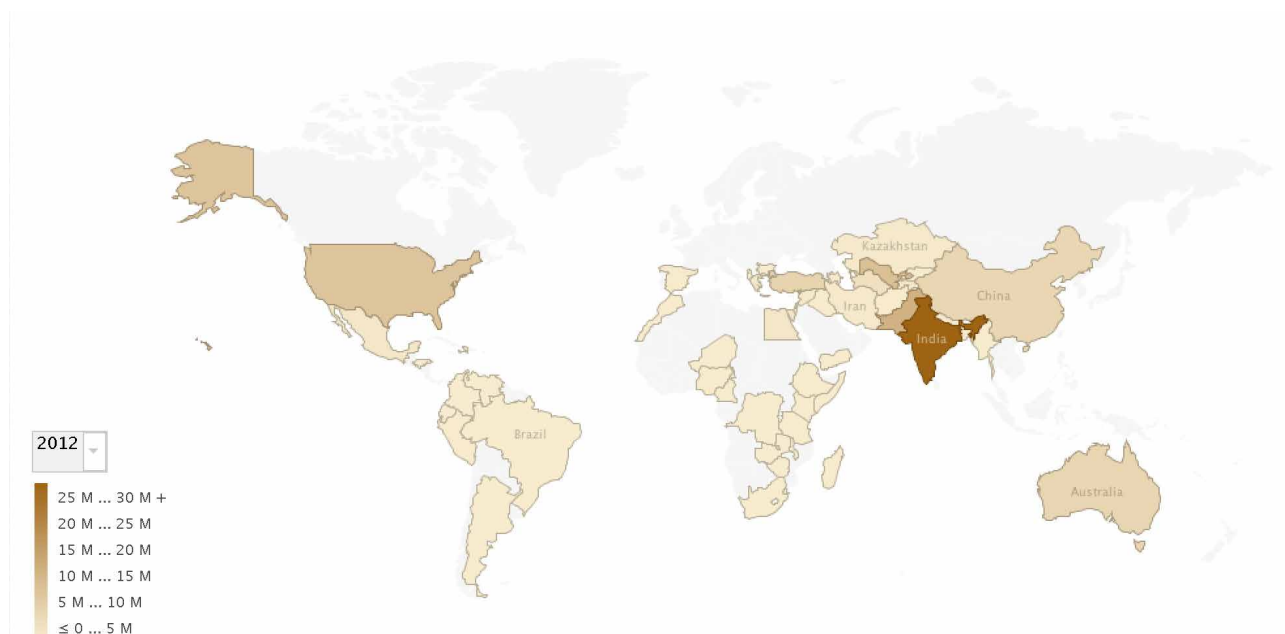 Kazakhstan
China
Iran
India
Brazil
Australia
2012
25 M ... 30 M +
20 M ... 25 M
15 M ... 20 M
10 M ... 15 M
5 M ... 10 M
≤ 0 ... 5 M